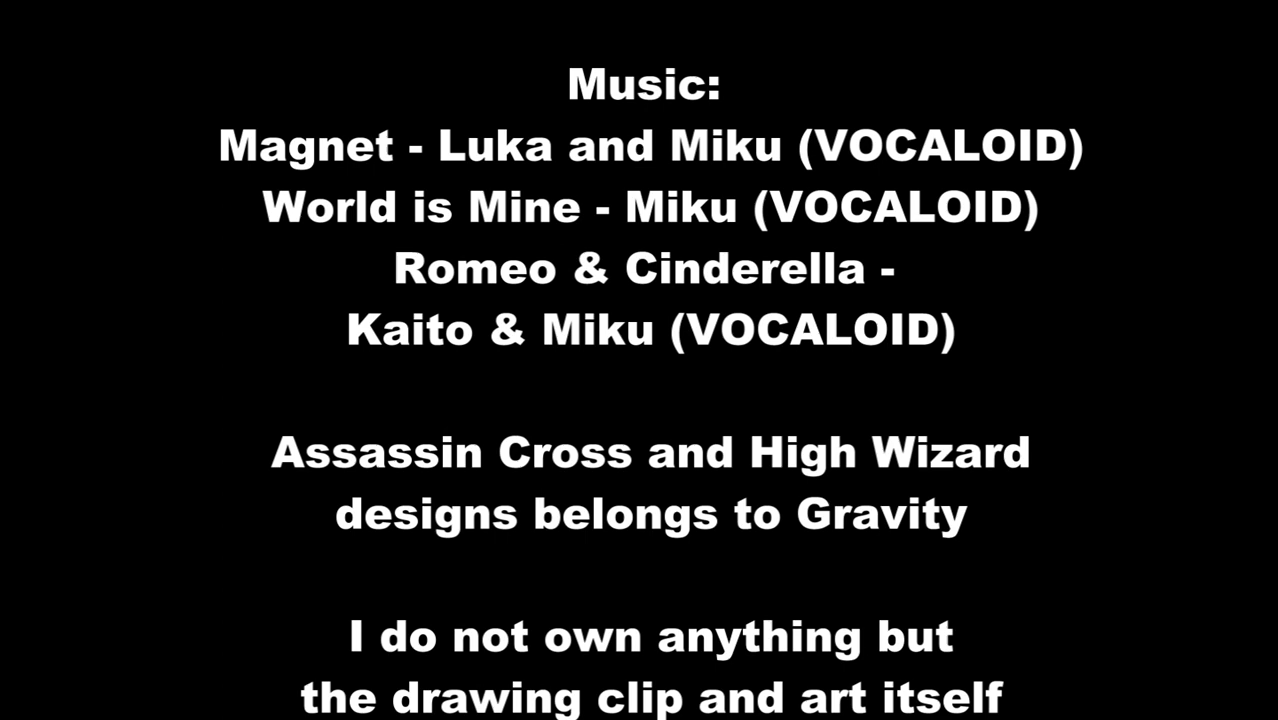 Music:
Magnet - Luka and Miku (VOCALOID)
World is Mine - Miku (VOCALOID)
Romeo & Cinderella -
Kaito & Miku (VOCALOID)
Assassin Cross and High Wizard
designs belongs to Gravity
I do not own anything but
the drawing clip and art itself